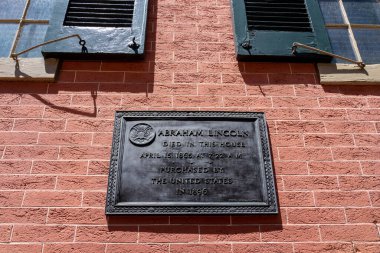 ABRAHAM LINCOLN
DIED IN THIS HOUSE
APRIL 15, 1865 AT 7:22 A.M.
PURCHASED BY
THE UNITED STATES
IN 1896